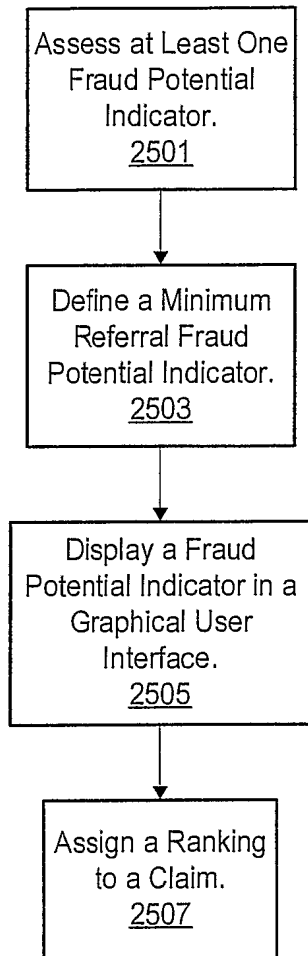 Assess at Least One
Fraud Potential
Indicator.
2501
Define a Minimum
Referral Fraud
Potential Indicator.
2503
Display a Fraud
Potential Indicator in a
Graphical User
Interface.
2505
Assign a Ranking
to a Claim.
2507